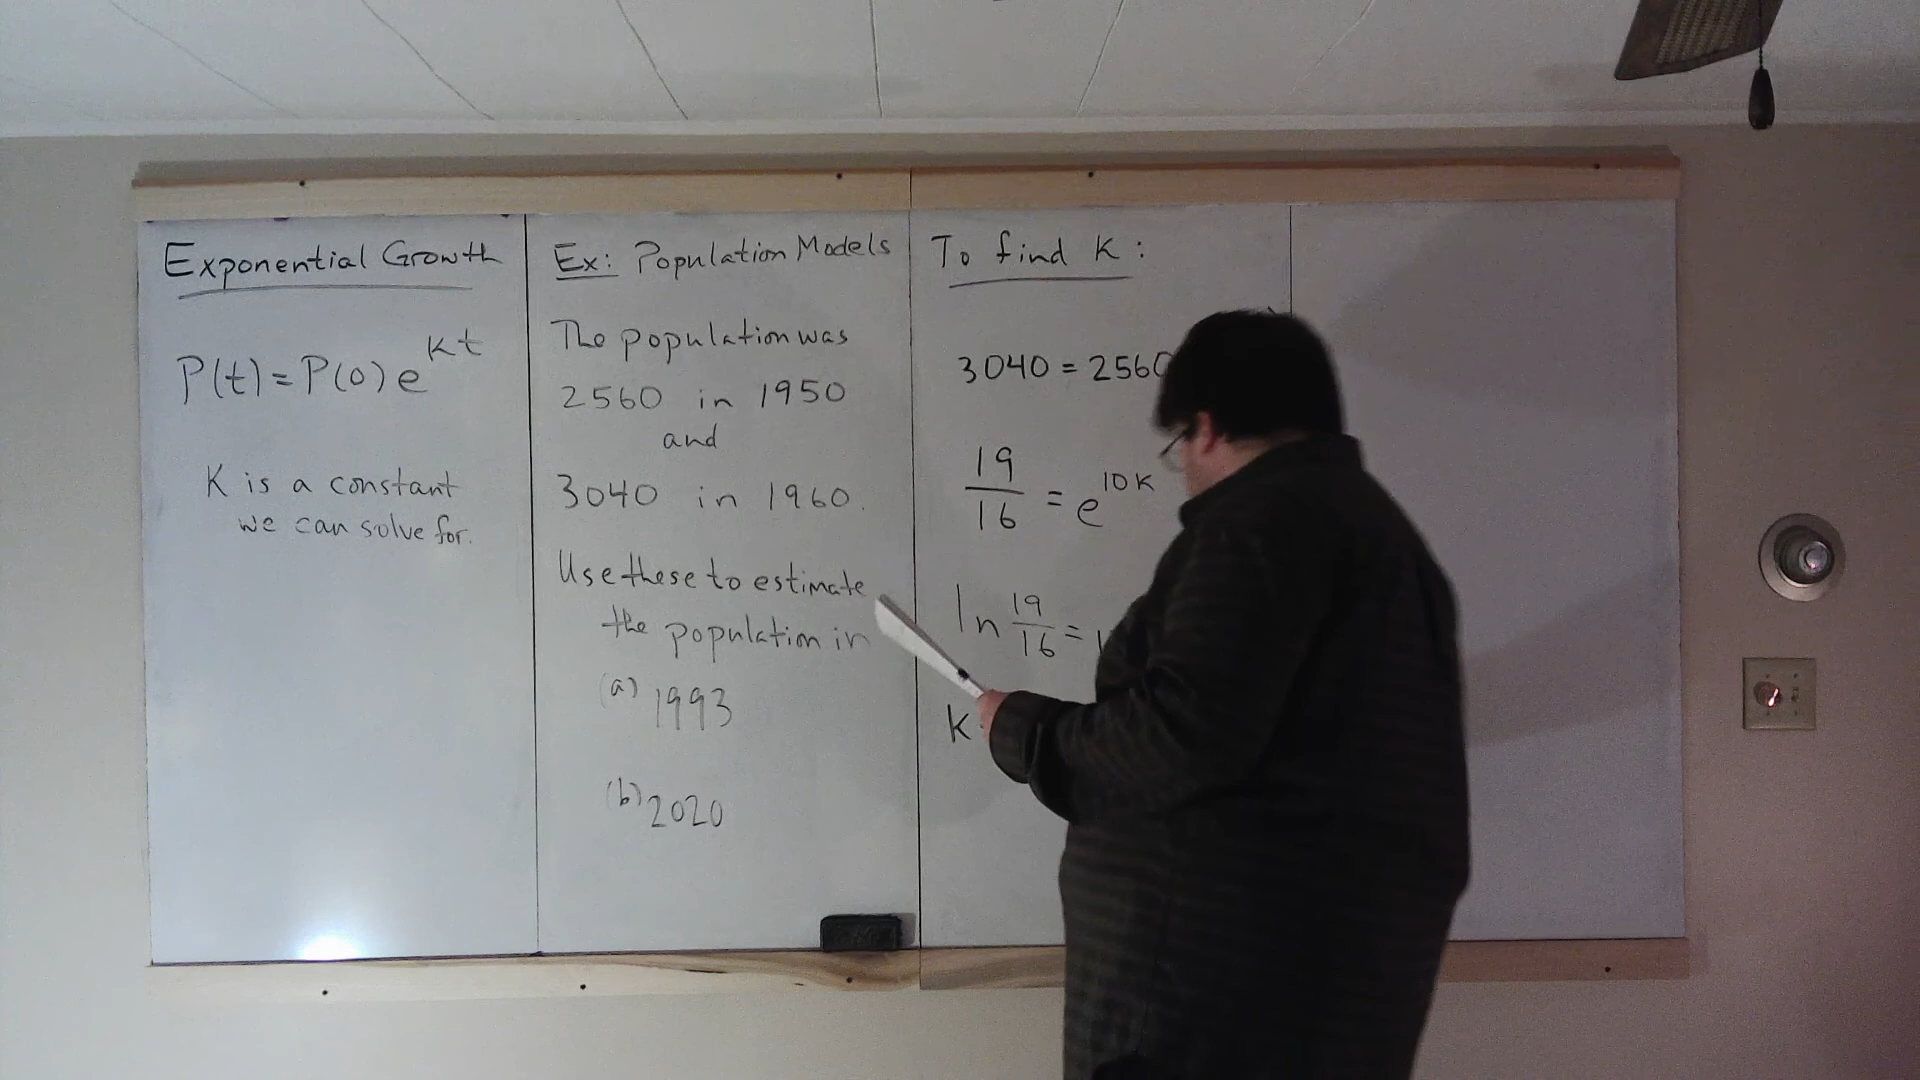 Exponential Growth
P(t) = P(0) e^{kt}
K is a constant
we can solve for.
Ex: Population Models
The population was
2560 in 1950
and
3040 in 1960.
Use these to estimate
the population in
(a) 1993
(b) 2020
To find K:
3040 = 2560
19/16 = e^{10K}
ln 19/16 =
k